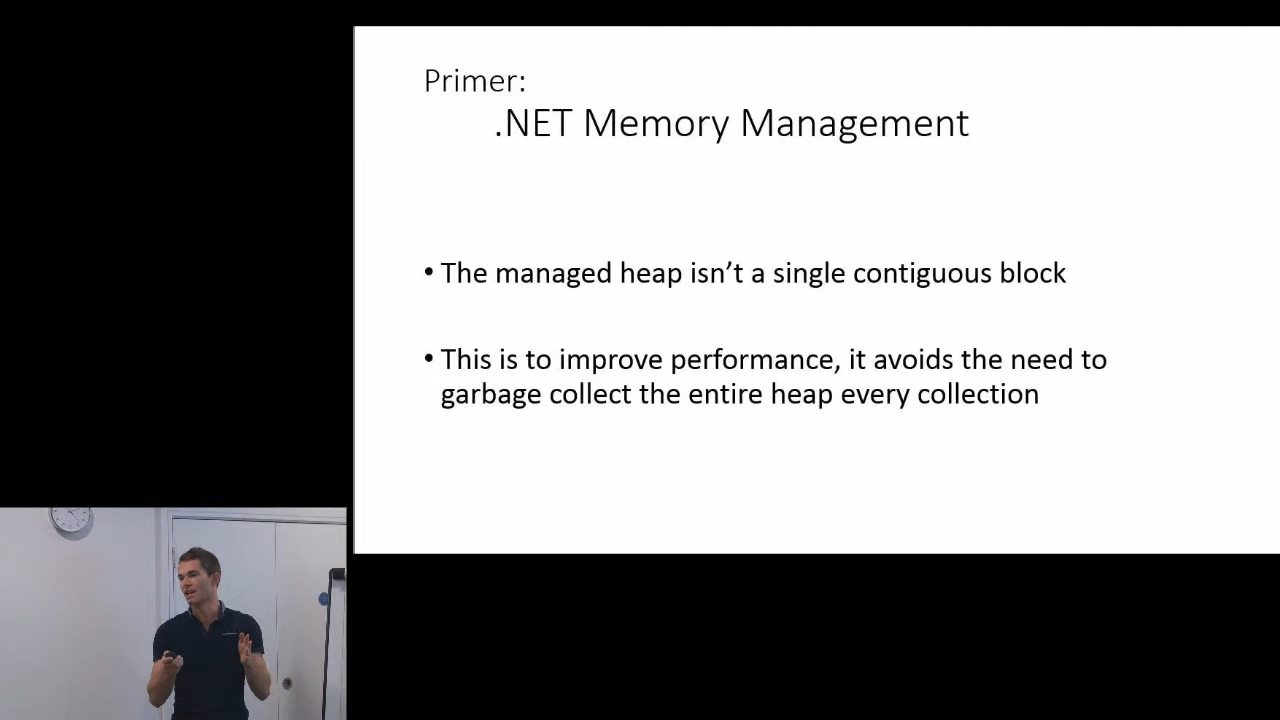 Primer:
.NET Memory Management
• The managed heap isn’t a single contiguous block
• This is to improve performance, it avoids the need to
garbage collect the entire heap every collection